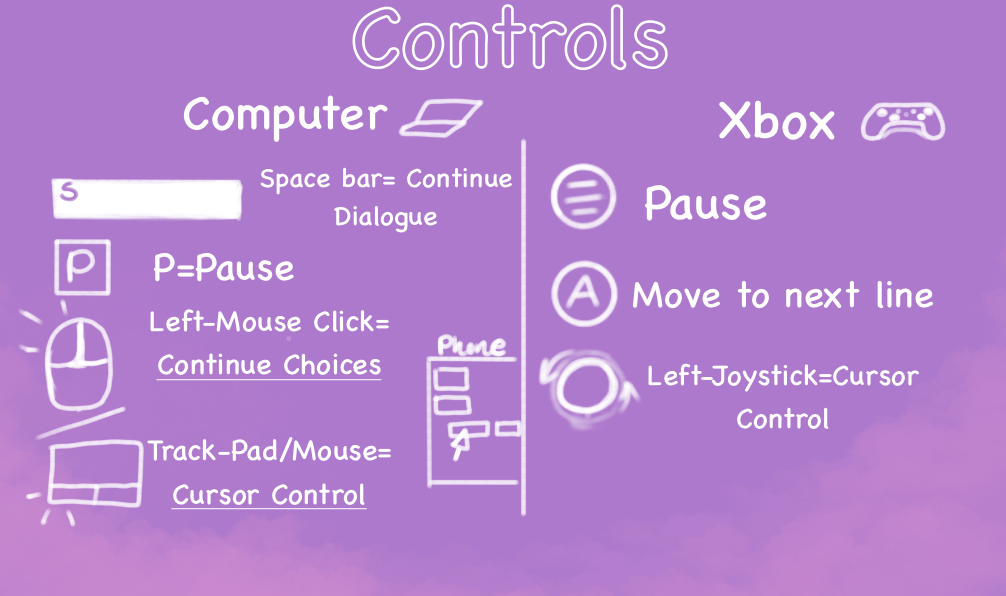 Controls
Computer
S
Space bar= Continue
Dialogue
P
P=Pause
Left-Mouse Click=
Continue Choices
Phone
Track-Pad/Mouse=
Cursor Control
Xbox
Pause
A
Move to next line
Left-Joystick=Cursor
Control